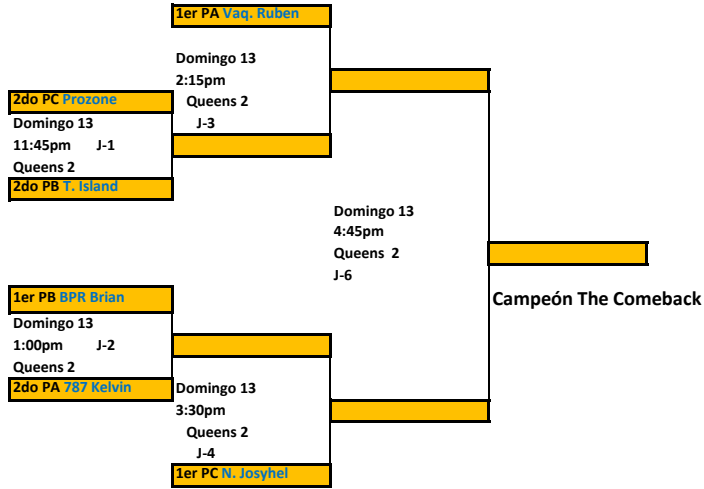 1er PA Vaq. Ruben
Domingo 13
2:15pm
Queens 2
J-3
2do PC Prozone
Domingo 13
11:45pm J-1
Queens 2
2do PB T. Island
Domingo 13
4:45pm
Queens 2
J-6
Campeón The Comeback
1er PB BPR Brian
Domingo 13
1:00pm J-2
Queens 2
2do PA 787 Kelvin
Domingo 13
3:30pm
Queens 2
J-4
1er PC N. Josyhel